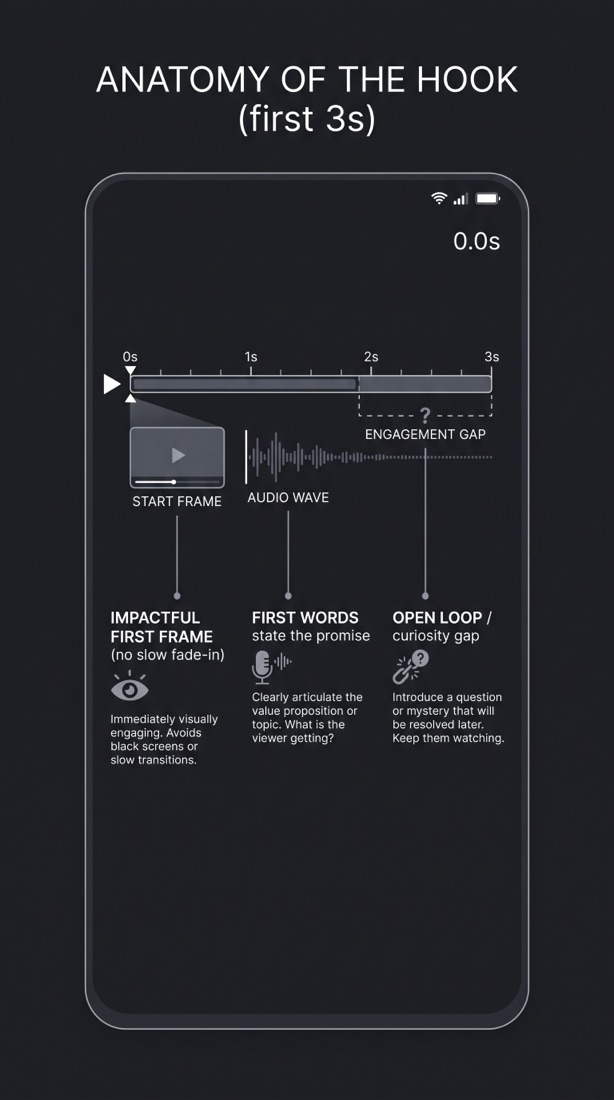 ANATOMY OF THE HOOK
(first 3s)
0.0s
0s
1s
2s
3s
?
ENGAGEMENT GAP
START FRAME
AUDIO WAVE
IMPACTFUL
FIRST FRAME
(no slow fade-in)
Immediately visually
engaging. Avoids
black screens or
slow transitions.
FIRST WORDS
state the promise
Clearly articulate the
value proposition or
topic. What is the
viewer getting?
OPEN LOOP /
curiosity gap
?
Introduce a question
or mystery that will
be resolved later.
Keep them watching.